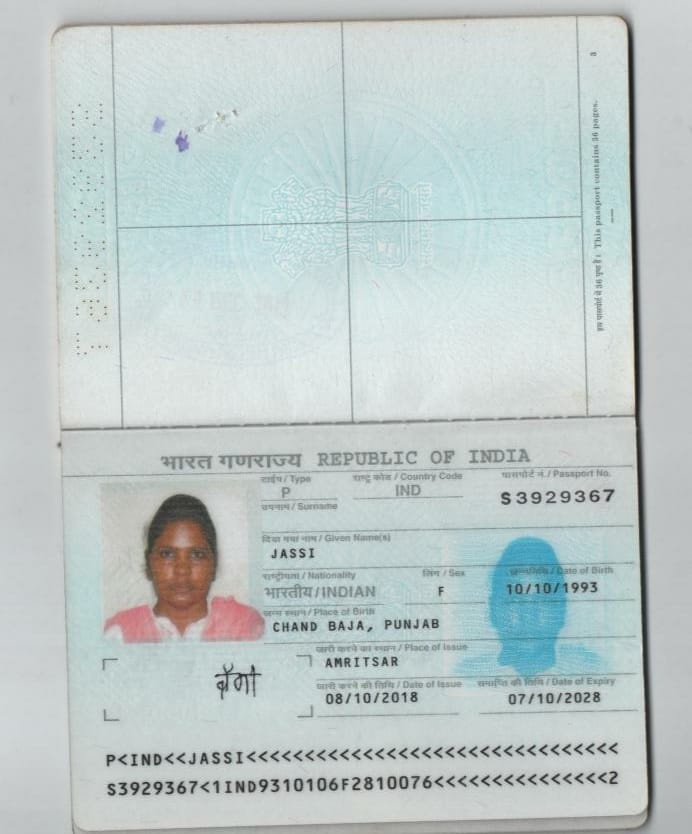 3
इस पासपोर्ट में 36 पृष्ठ हैं। This passport contains 36 pages.
भारत गणराज्य REPUBLIC OF INDIA
टाईप / Type
राष्ट्र कोड / Country Code
पासपोर्ट नं. / Passport No.
P
IND
S3929367
उपनाम / Surname
दिया गया नाम / Given Name(s)
JASSI
राष्ट्रीयता / Nationality
लिंग / Sex
जन्मतिथि / Date of Birth
भारतीय/INDIAN
F
10/10/1993
जन्म स्थान / Place of Birth
CHAND BAJA, PUNJAB
जारी करने का स्थान / Place of Issue
AMRITSAR
जारी करने की तिथि / Date of Issue
समाप्ति की तिथि / Date of Expiry
08/10/2018
07/10/2028
P<IND<<JASSI<<<<<<<<<<<<<<<<<<<<<<<<<<<<<<<<
S3929367<1IND9310106F2810076<<<<<<<<<<<<<<<2